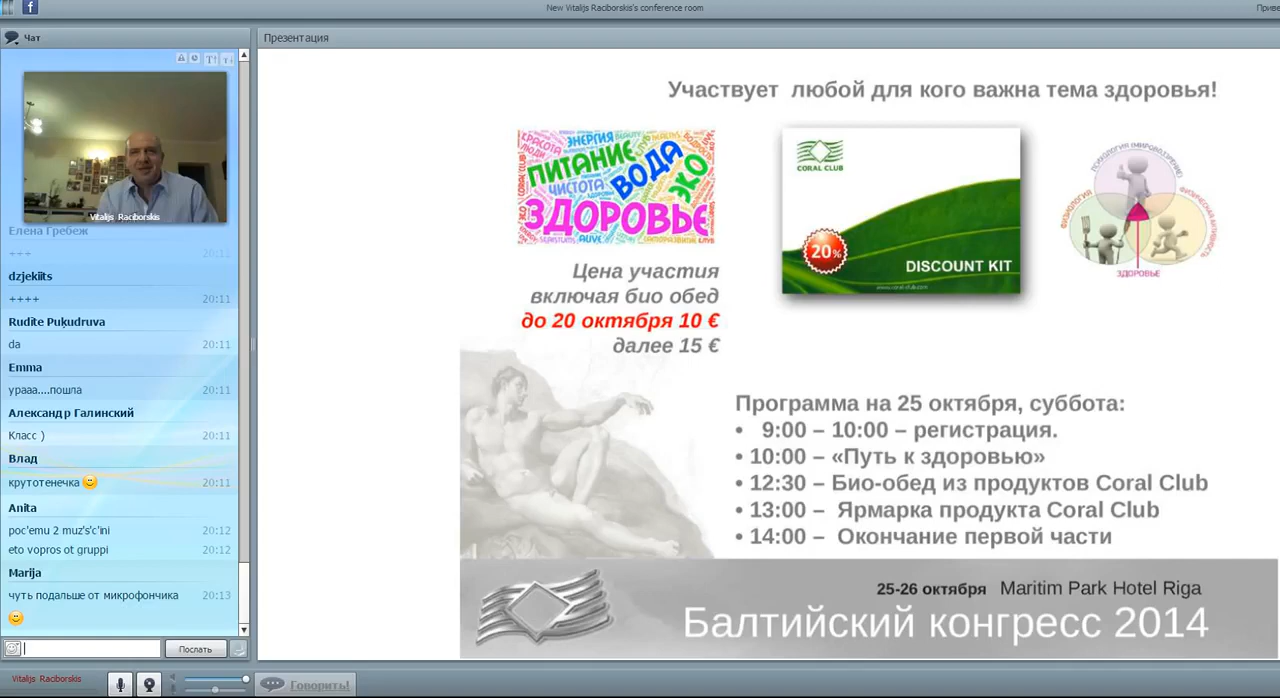 New Vitalijs Raciborskis's conference room
Чат
Vitalijs Raciborskis
Елена Гребеж
+++
dzjekiits
++++ 20:11
Rudīte Puķudruva
da 20:11
Emma
урааа....пошла 20:11
Александр Галинский
Класс ) 20:11
Влад
крутотенечка 20:11
Anita
poc'emu 2 muz's'c'ini 20:12
eto vopros ot gruppi 20:12
Marija
чуть подальше от микрофончика 20:13
Послать
Vitalijs Raciborskis
Говорить!
Презентация
Участвует любой для кого важна тема здоровья!
ЭНЕРГИЯ
КРАСОТА
ЛЮДИ
ПИТАНИЕ
ВОДА
ЭКО
ЧИСТОТА
ЗДОРОВЬЕ
ALIVE
CORAL CLUB
20%
DISCOUNT KIT
ФИЗИОЛОГИЯ
ЗДОРОВЬЕ
Цена участия
включая био обед
до 20 октября 10 €
далее 15 €
Программа на 25 октября, суббота:
• 9:00 – 10:00 – регистрация.
• 10:00 – «Путь к здоровью»
• 12:30 – Био-обед из продуктов Coral Club
• 13:00 – Ярмарка продукта Coral Club
• 14:00 – Окончание первой части
25-26 октября Maritim Park Hotel Riga
Балтийский конгресс 2014